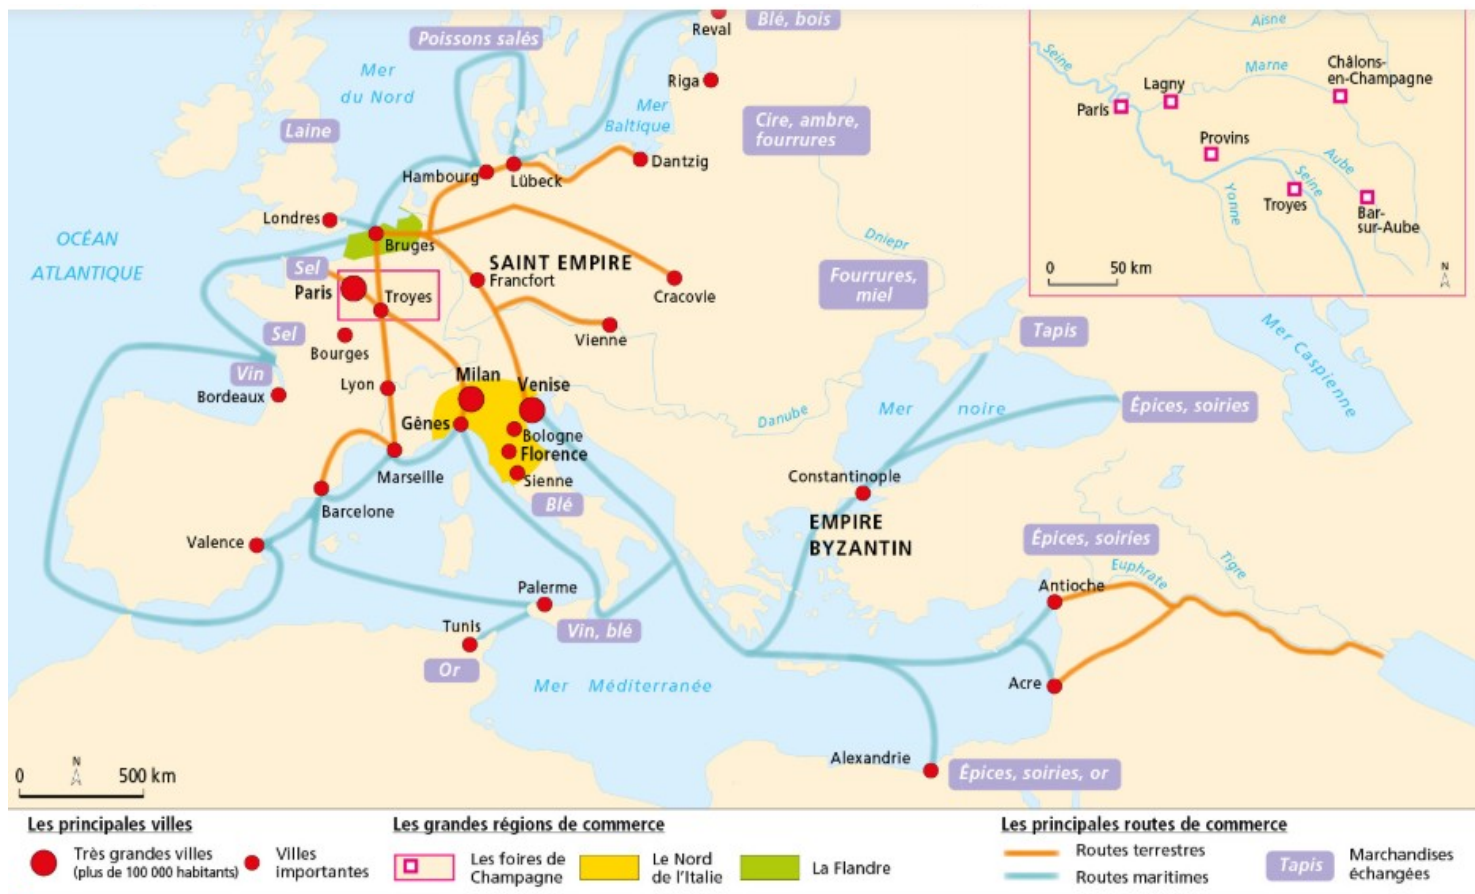 Poissons salés
Reval
Blé, bois
Mer
du Nord
Riga
Mer
Baltique
Laine
Cire, ambre,
fourrures
Dantzig
Hambourg
Lübeck
Londres
OCÉAN
ATLANTIQUE
Bruges
Dniepr
SAINT EMPIRE
Sel
Francfort
Fourrures,
miel
Paris
Troyes
Cracovie
Sel
Bourges
Vienne
Tapis
Mer Caspienne
Vin
Lyon
Milan
Venise
Bordeaux
Danube
Mer noire
Épices, soiries
Gênes
Bologne
Florence
Marseille
Sienne
Constantinople
Blé
Barcelone
EMPIRE
BYZANTIN
Valence
Épices, soiries
Euphrate
Tigre
Palerme
Antioche
Tunis
Vin, blé
Or
Mer Méditerranée
Acre
Alexandrie
Épices, soiries, or
N
0 500 km
Aisne
Seine
Marne
Châlons-
en-Champagne
Lagny
Paris
Provins
Aube
Seine
Yonne
Troyes
Bar-
sur-Aube
0 50 km
N
Les principales villes
Très grandes villes
(plus de 100 000 habitants)
Villes
importantes
Les grandes régions de commerce
Les foires de
Champagne
Le Nord
de l'Italie
La Flandre
Les principales routes de commerce
Routes terrestres
Routes maritimes
Tapis
Marchandises
échangées